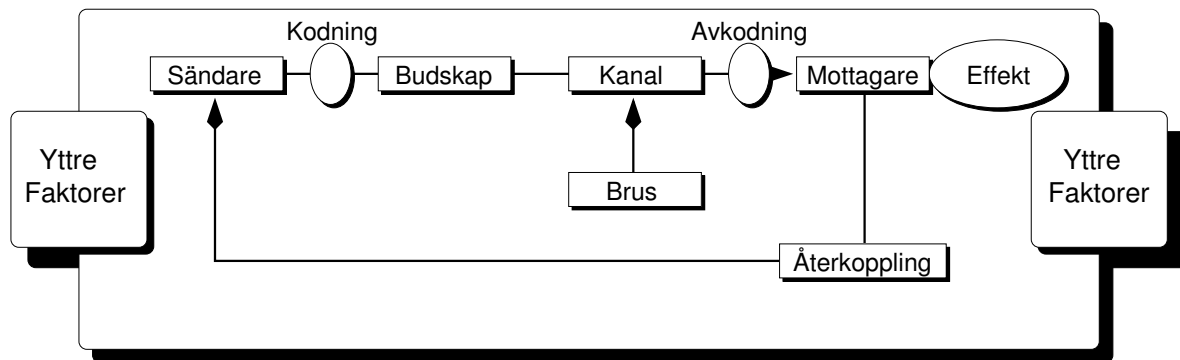 Kodning
Avkodning
Sändare
Budskap
Kanal
Mottagare
Effekt
Yttre
Faktorer
Brus
Yttre
Faktorer
Återkoppling